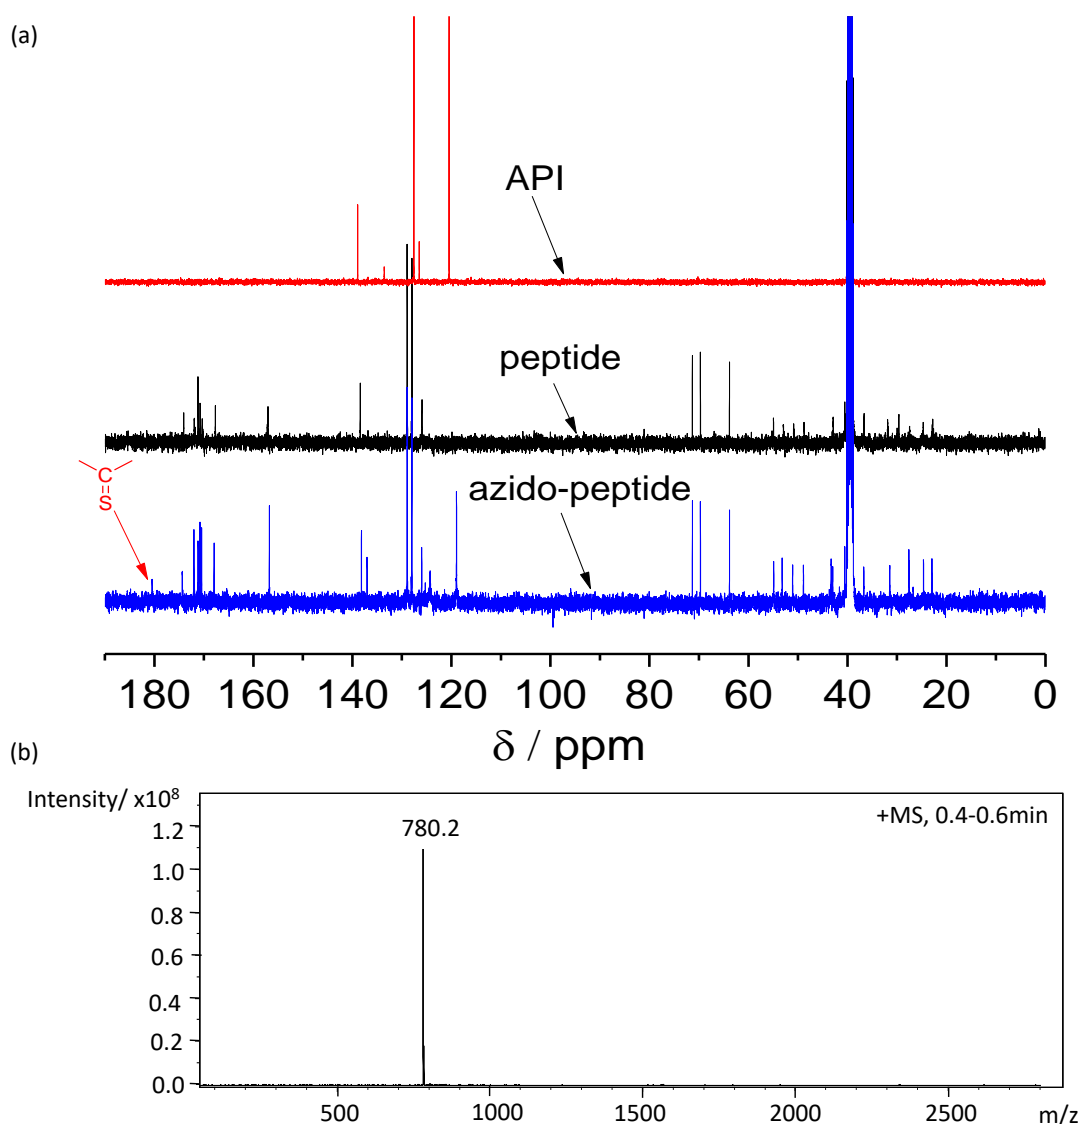 (a)
API
peptide
C
S
azido-peptide
180 160 140 120 100 80 60 40 20 0
δ / ppm
(b)
Intensity/ x10⁸
+MS, 0.4-0.6min
780.2
1.2
1.0
0.8
0.6
0.4
0.2
0.0
500 1000 1500 2000 2500 m/z